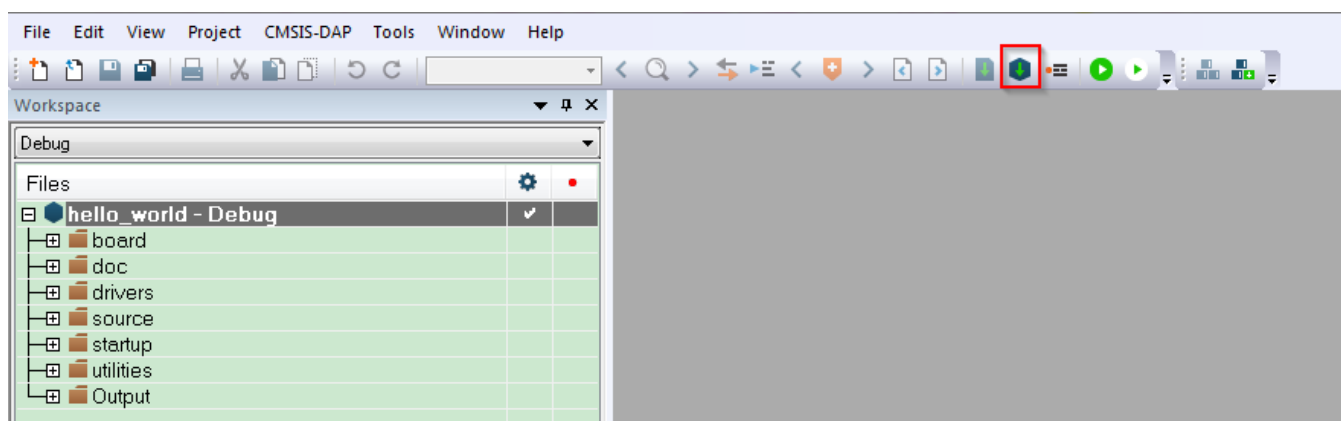 File Edit View Project CMSIS-DAP Tools Window Help
Workspace
Debug
Files
hello_world - Debug
board
doc
drivers
source
startup
utilities
Output